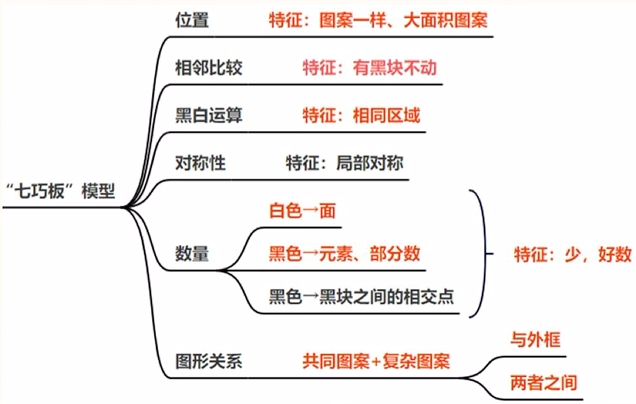 “七巧板”模型
位置 特征：图案一样、大面积图案
相邻比较 特征：有黑块不动
黑白运算 特征：相同区域
对称性 特征：局部对称
数量
白色→面
黑色→元素、部分数
黑色→黑块之间的相交点
特征：少，好数
图形关系 共同图案+复杂图案
与外框
两者之间